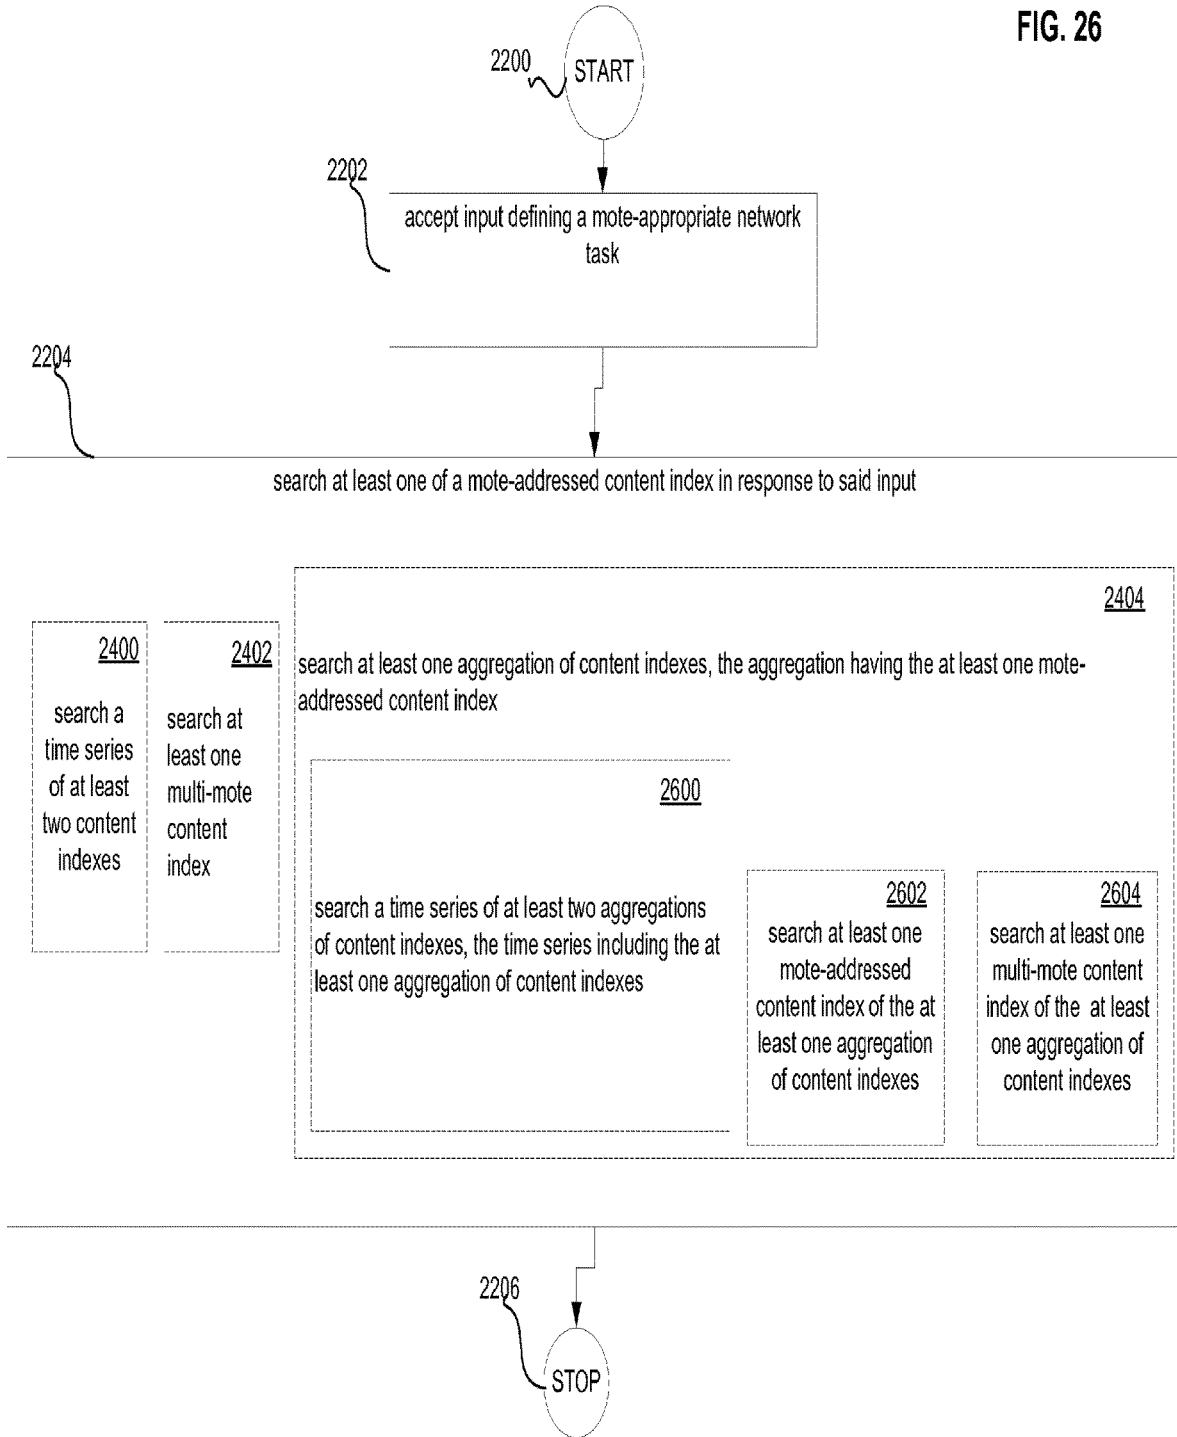 FIG. 26
2200
START
2202
accept input defining a mote-appropriate network
task
2204
search at least one of a mote-addressed content index in response to said input
2400
search a
time series
of at least
two content
indexes
2402
search at
least one
multi-mote
content
index
2404
search at least one aggregation of content indexes, the aggregation having the at least one mote-
addressed content index
2600
search a time series of at least two aggregations
of content indexes, the time series including the at
least one aggregation of content indexes
2602
search at least one
mote-addressed
content index of the at
least one aggregation
of content indexes
2604
search at least one
multi-mote content
index of the at least
one aggregation of
content indexes
2206
STOP